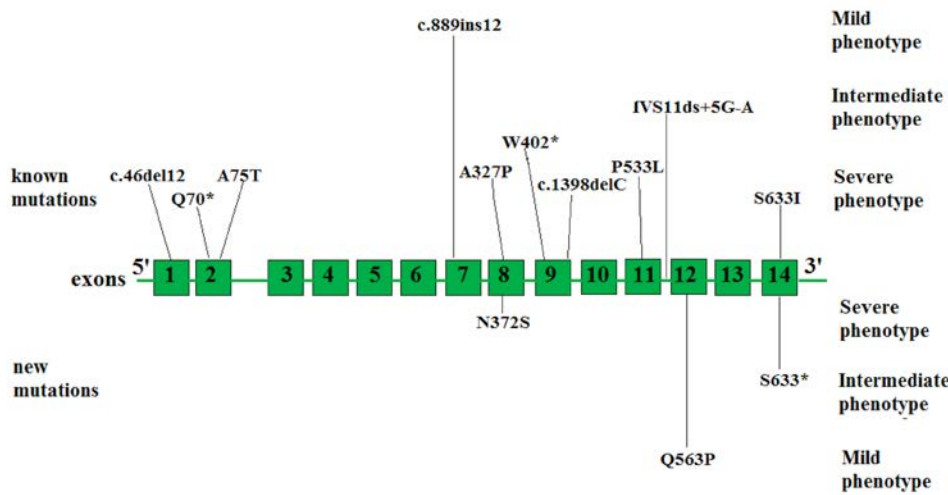 c.889ins12
Mild
phenotype
IVS11ds+5G-A
Intermediate
phenotype
W402*
known
mutations
c.46del12
Q70*
A75T
A327P
c.1398delC
P533L
S633I
Severe
phenotype
exons
5'
1
2
3
4
5
6
7
8
9
10
11
12
13
14
3'
N372S
Severe
phenotype
new
mutations
S633*
Intermediate
phenotype
Q563P
Mild
phenotype